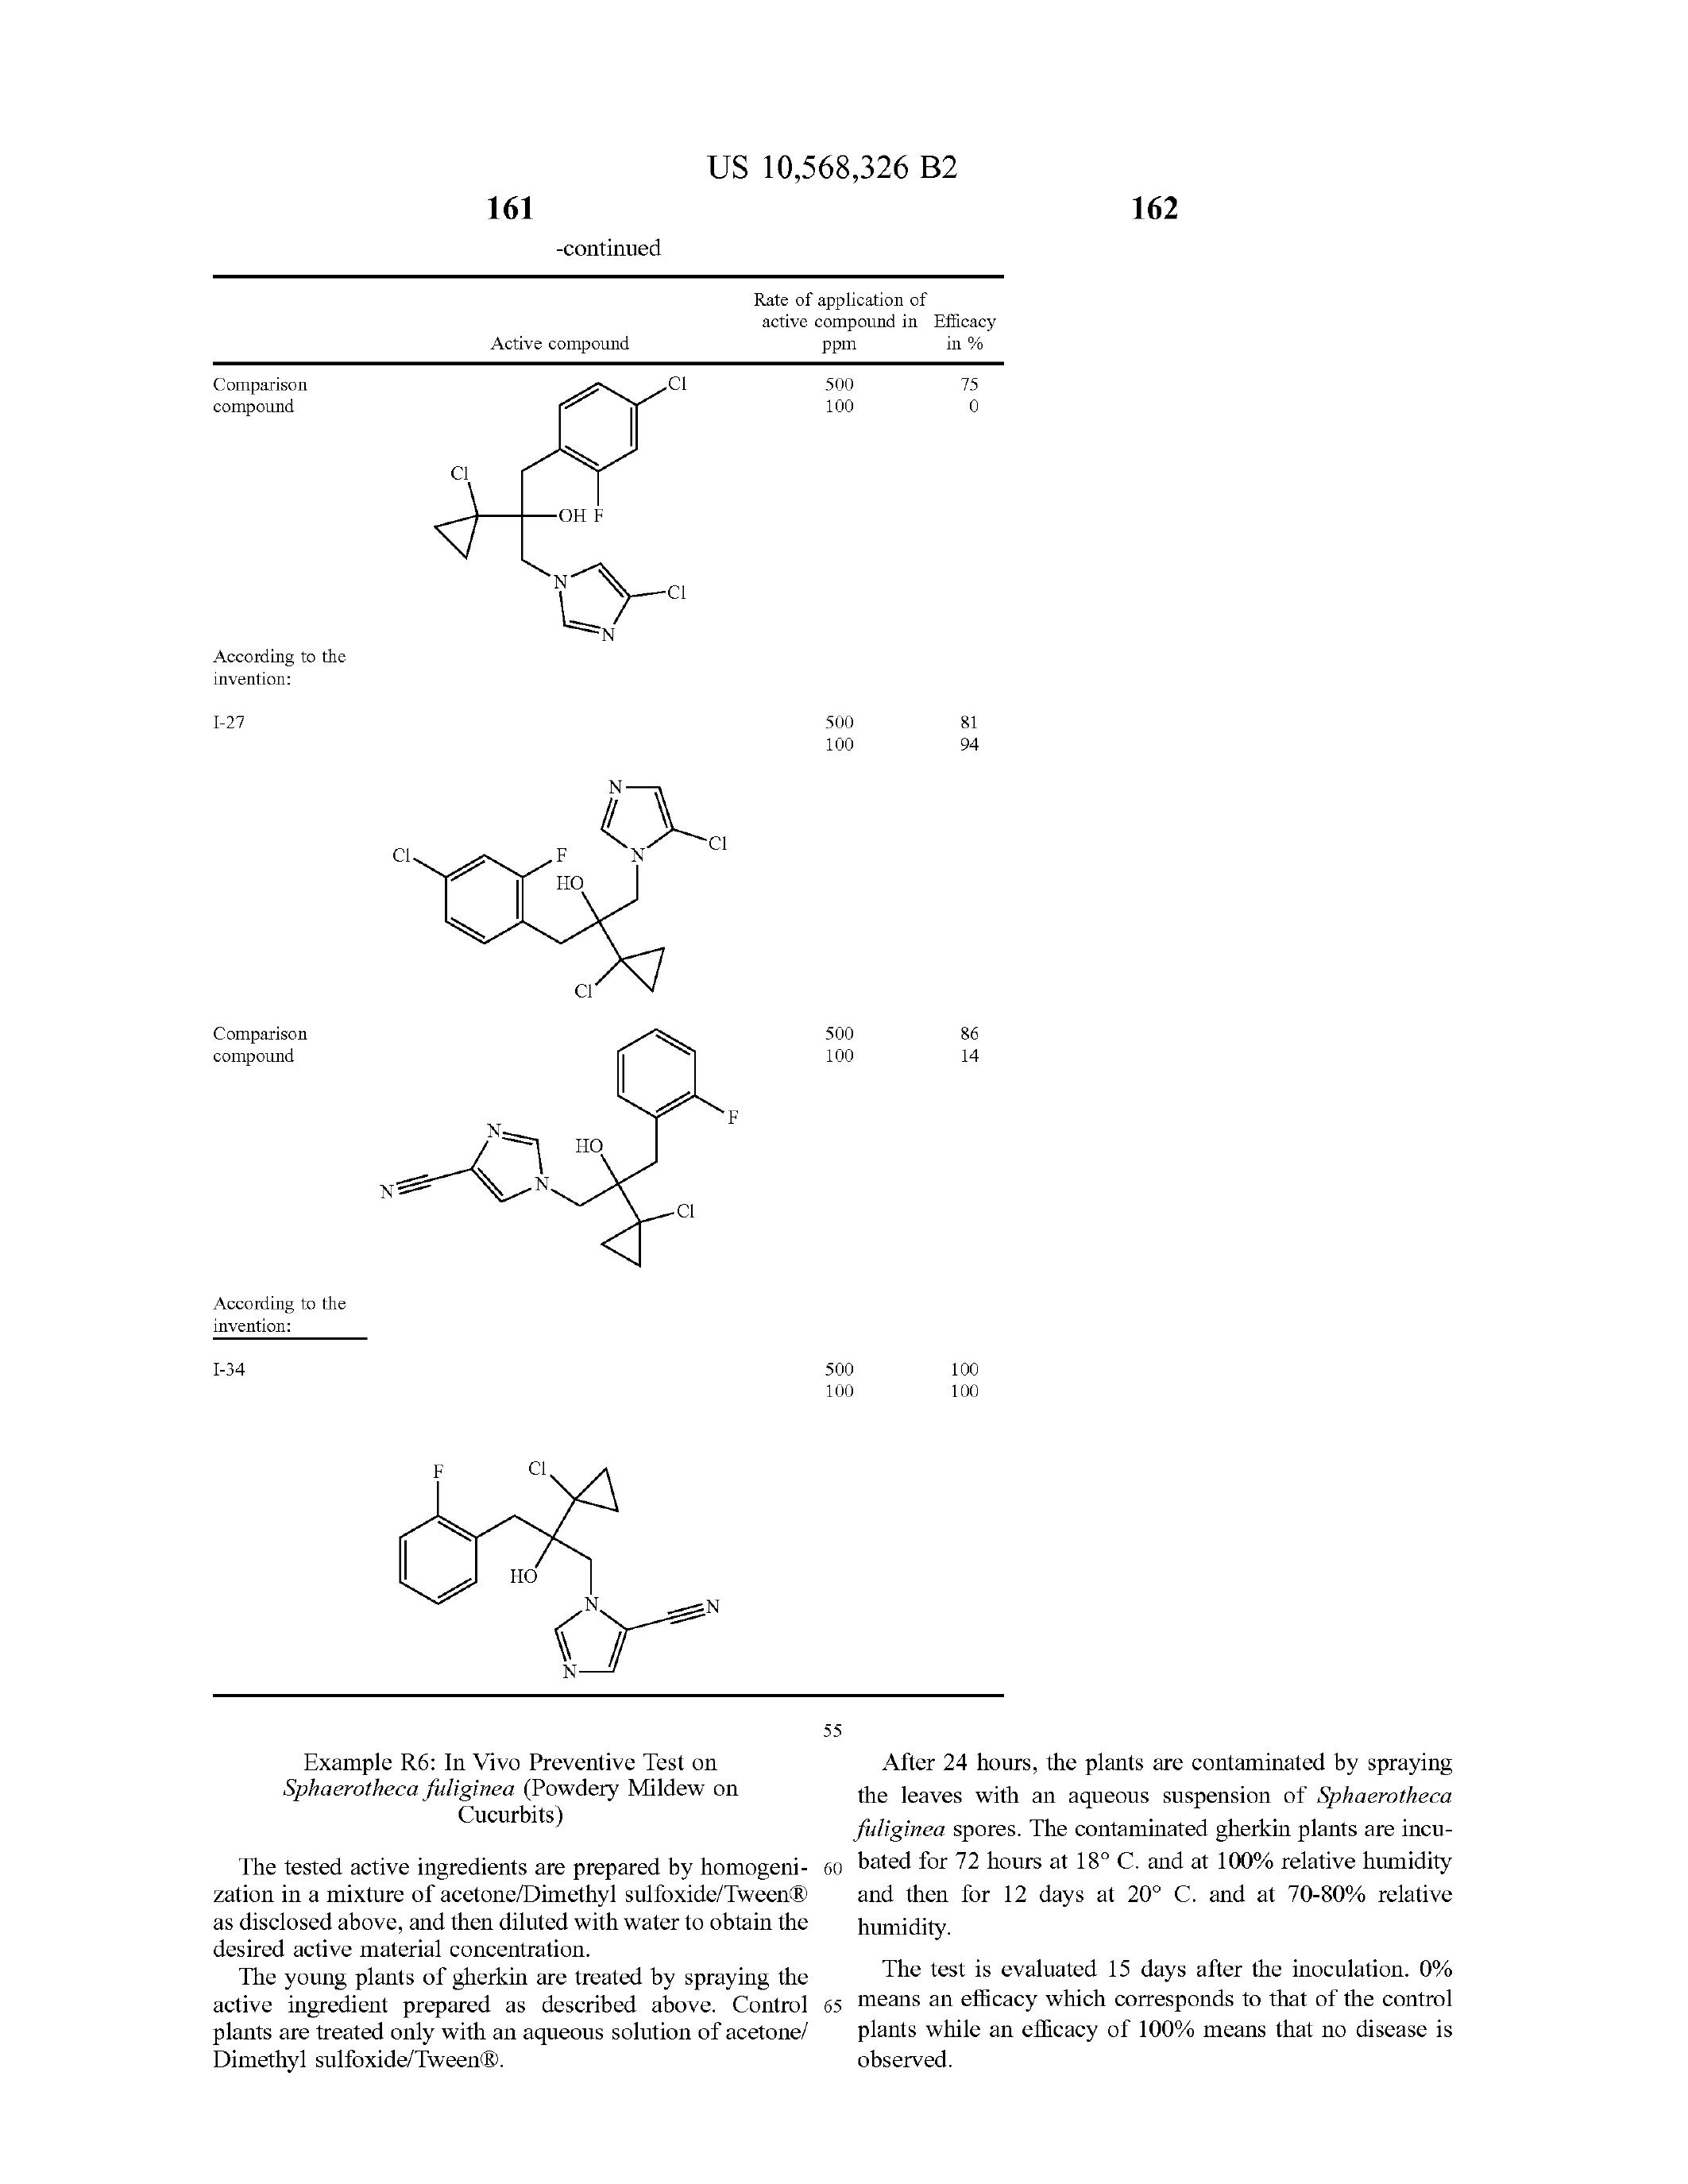 US 10,568,326 B2
161
162
-continued
Rate of application of
active compound in Efficacy
Active compound ppm in %
Comparison 500 75
compound 100 0
Cl
Cl
OH F
N
Cl
N
According to the
invention:
I-27 500 81
100 94
N
Cl
Cl
F
N
HO
Cl
Comparison 500 86
compound 100 14
F
N
HO
N
N
Cl
According to the
invention:
I-34 500 100
100 100
F
Cl
HO
N
N
N
Example R6: In Vivo Preventive Test on
Sphaerotheca fuliginea (Powdery Mildew on
Cucurbits)
The tested active ingredients are prepared by homogeni-
zation in a mixture of acetone/Dimethyl sulfoxide/Tween®
as disclosed above, and then diluted with water to obtain the
desired active material concentration.
The young plants of gherkin are treated by spraying the
active ingredient prepared as described above. Control
plants are treated only with an aqueous solution of acetone/
Dimethyl sulfoxide/Tween®.
55
60
65
After 24 hours, the plants are contaminated by spraying
the leaves with an aqueous suspension of Sphaerotheca
fuliginea spores. The contaminated gherkin plants are incu-
bated for 72 hours at 18° C. and at 100% relative humidity
and then for 12 days at 20° C. and at 70-80% relative
humidity.
The test is evaluated 15 days after the inoculation. 0%
means an efficacy which corresponds to that of the control
plants while an efficacy of 100% means that no disease is
observed.